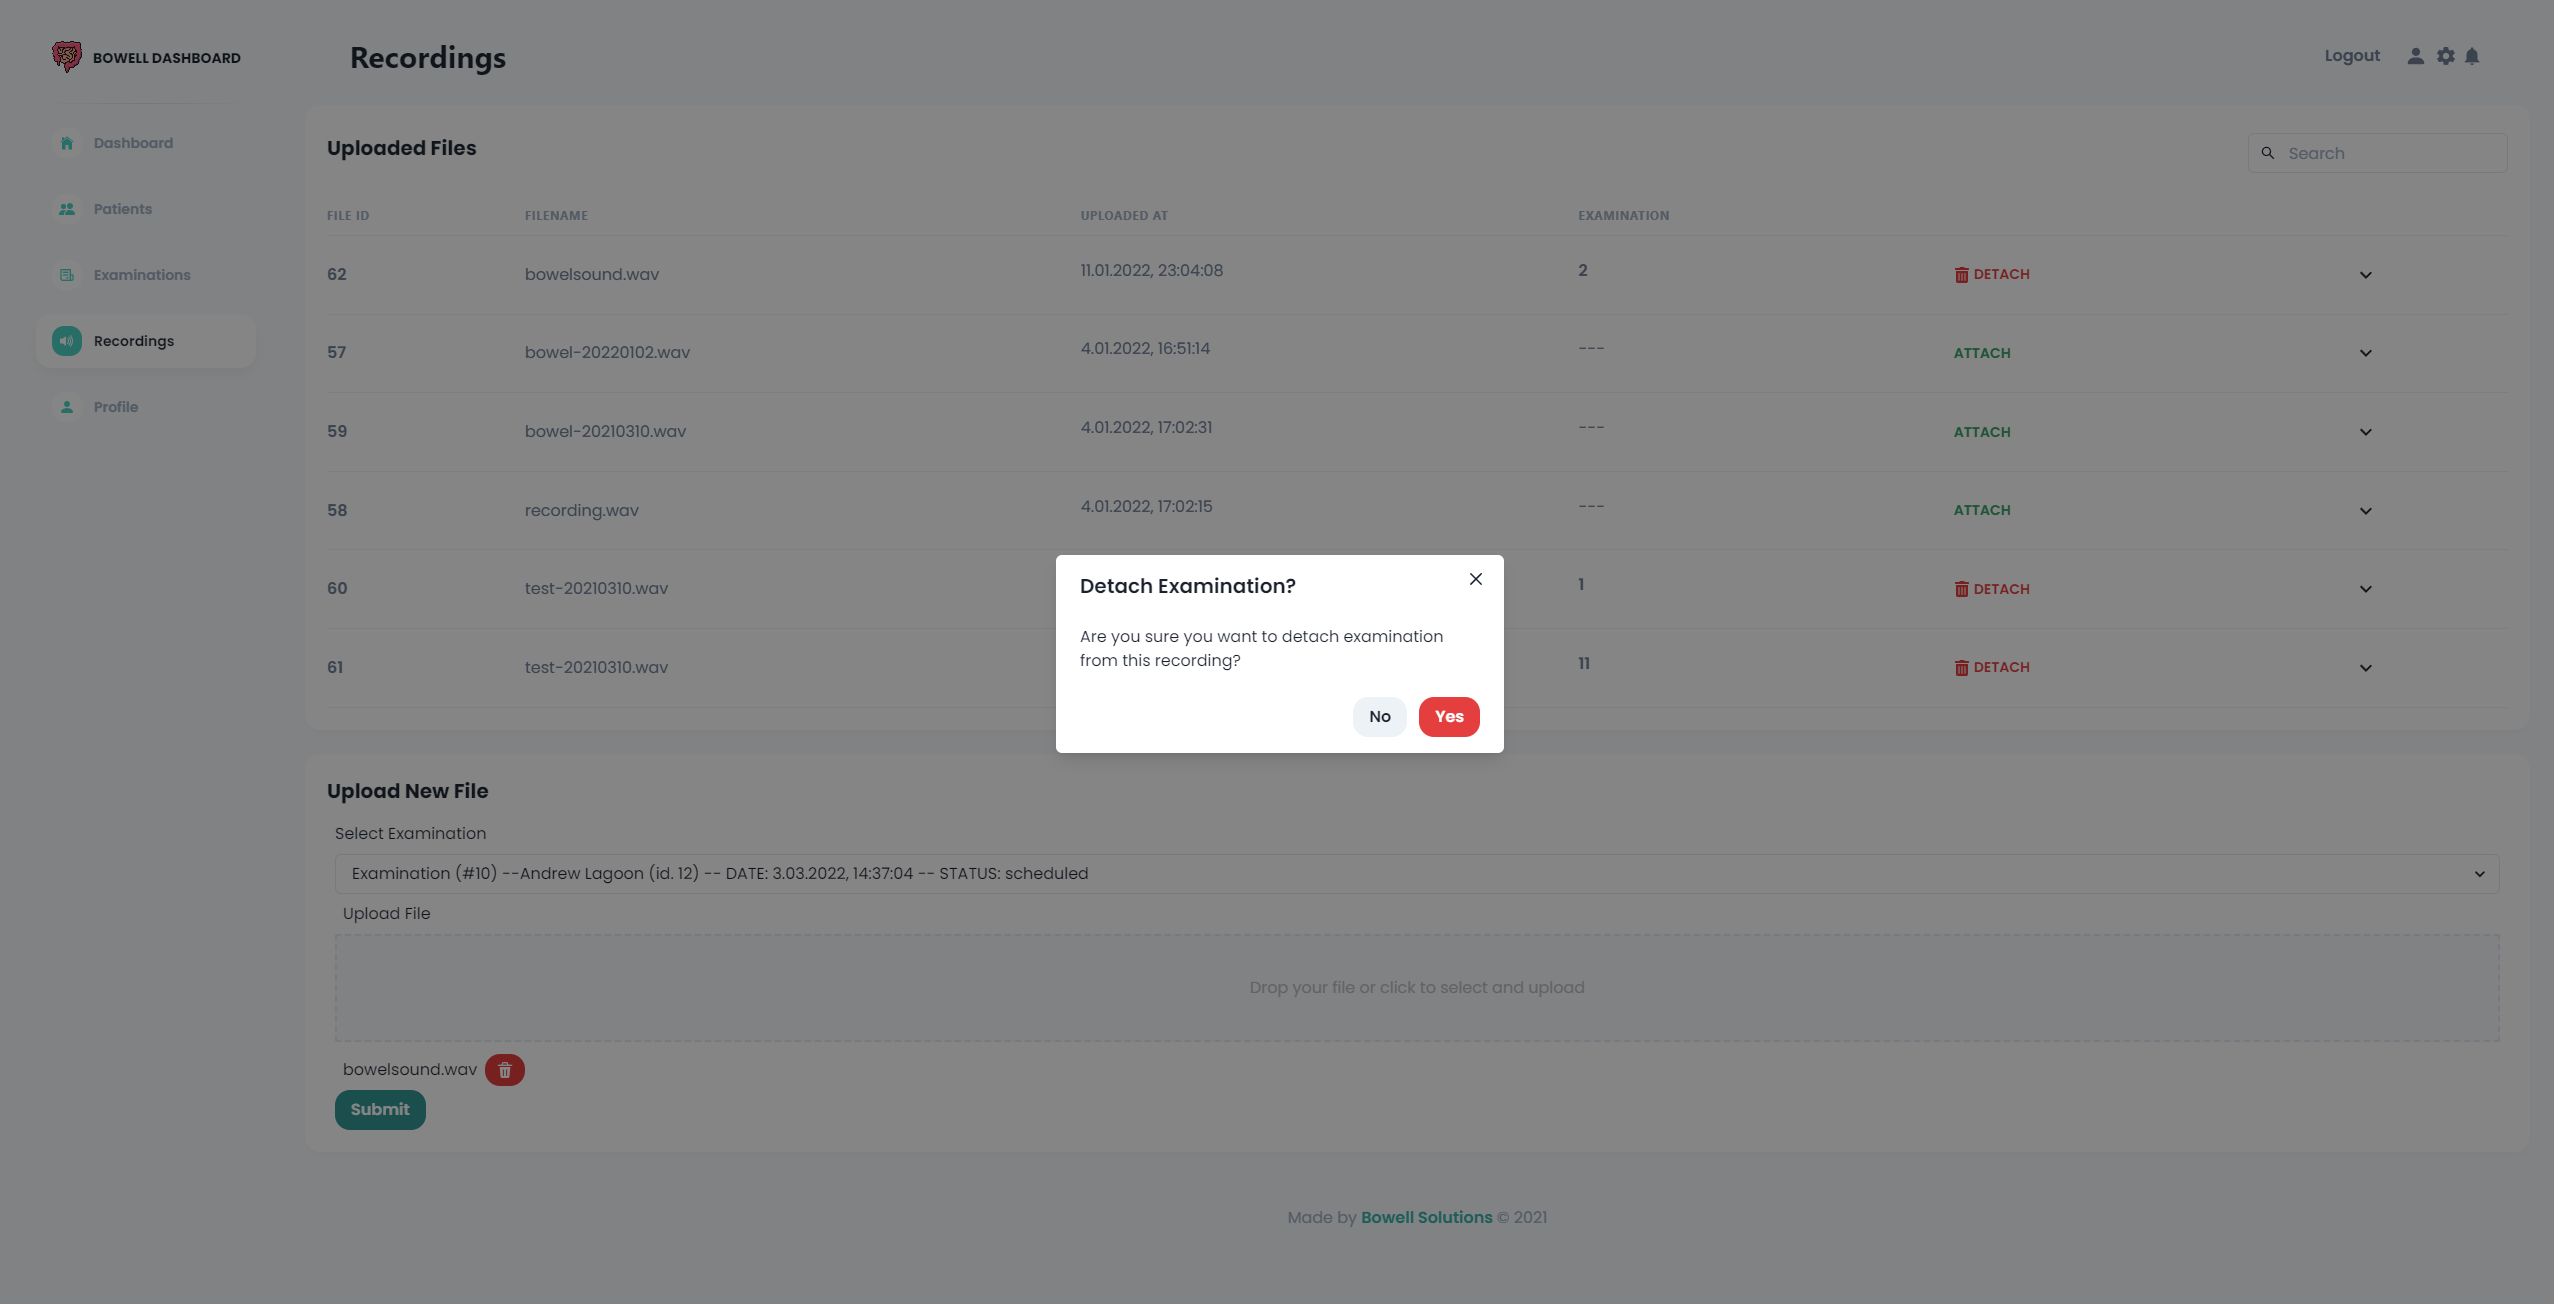 BOWELL DASHBOARD
Recordings
Logout
Dashboard
Patients
Examinations
Recordings
Profile
Uploaded Files
Search
FILE ID FILENAME UPLOADED AT EXAMINATION
62 bowelsound.wav 11.01.2022, 23:04:08 2 DETACH
57 bowel-20220102.wav 4.01.2022, 16:51:14 --- ATTACH
59 bowel-20210310.wav 4.01.2022, 17:02:31 --- ATTACH
58 recording.wav 4.01.2022, 17:02:15 --- ATTACH
60 test-20210310.wav 1 DETACH
61 test-20210310.wav 11 DETACH
Detach Examination?
Are you sure you want to detach examination
from this recording?
No Yes
Upload New File
Select Examination
Examination (#10) --Andrew Lagoon (id. 12) -- DATE: 3.03.2022, 14:37:04 -- STATUS: scheduled
Upload File
Drop your file or click to select and upload
bowelsound.wav
Submit
Made by Bowell Solutions © 2021